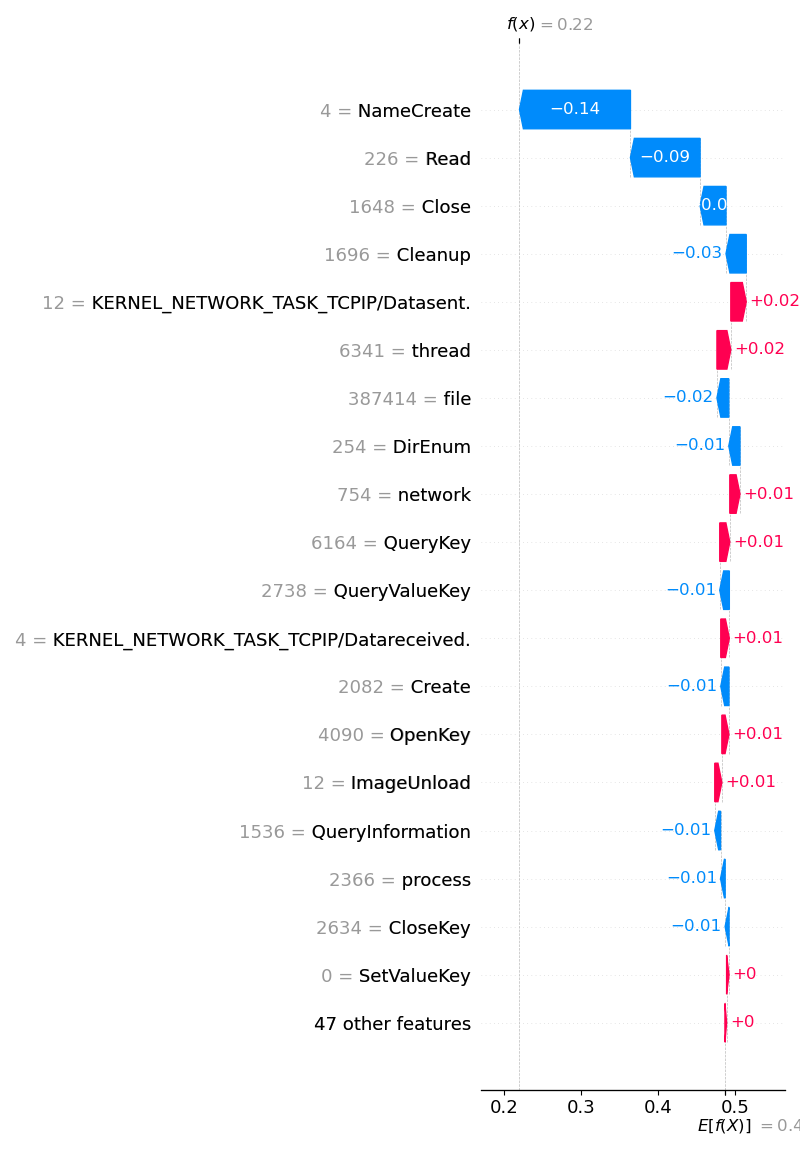 f(x) = 0.22
4 = NameCreate −0.14
226 = Read −0.09
1648 = Close 0.0
1696 = Cleanup −0.03
12 = KERNEL_NETWORK_TASK_TCPIP/Datasent. +0.02
6341 = thread +0.02
387414 = file −0.02
254 = DirEnum −0.01
754 = network +0.01
6164 = QueryKey +0.01
2738 = QueryValueKey −0.01
4 = KERNEL_NETWORK_TASK_TCPIP/Datareceived. +0.01
2082 = Create −0.01
4090 = OpenKey +0.01
12 = ImageUnload +0.01
1536 = QueryInformation −0.01
2366 = process −0.01
2634 = CloseKey −0.01
0 = SetValueKey +0
47 other features +0
0.2 0.3 0.4 0.5
E[f(X)] = 0.4